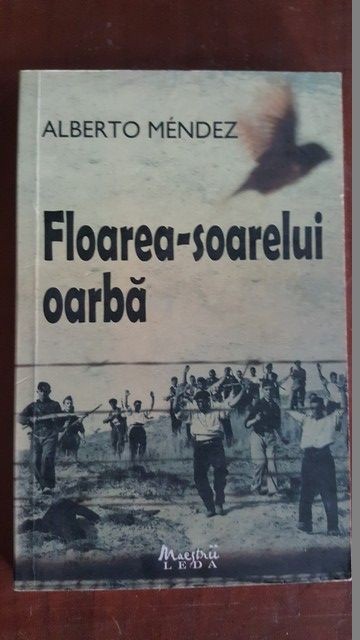 ALBERTO MÉNDEZ
Floarea-soarelui
oarbă
Maeștrii
LEDA